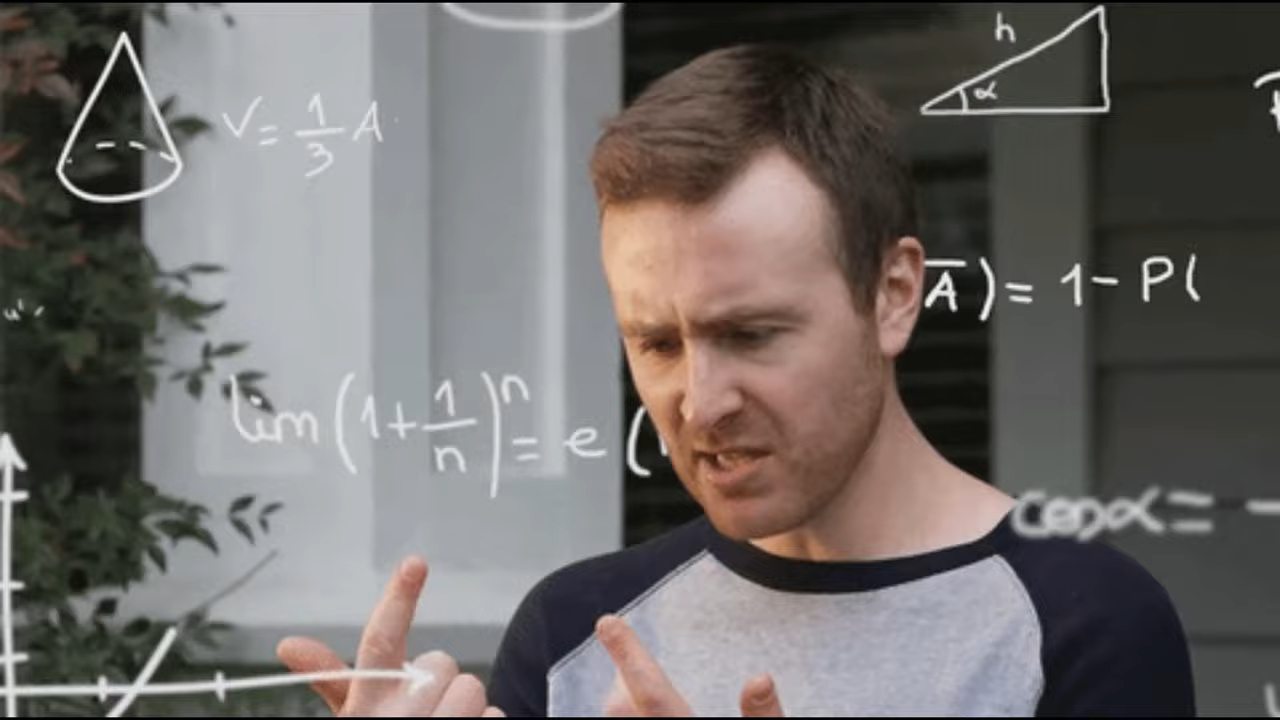 h
α
V = 1/3 A
A̅) = 1 - P(
lim (1 + 1/n)ⁿ = e (
cos α = -